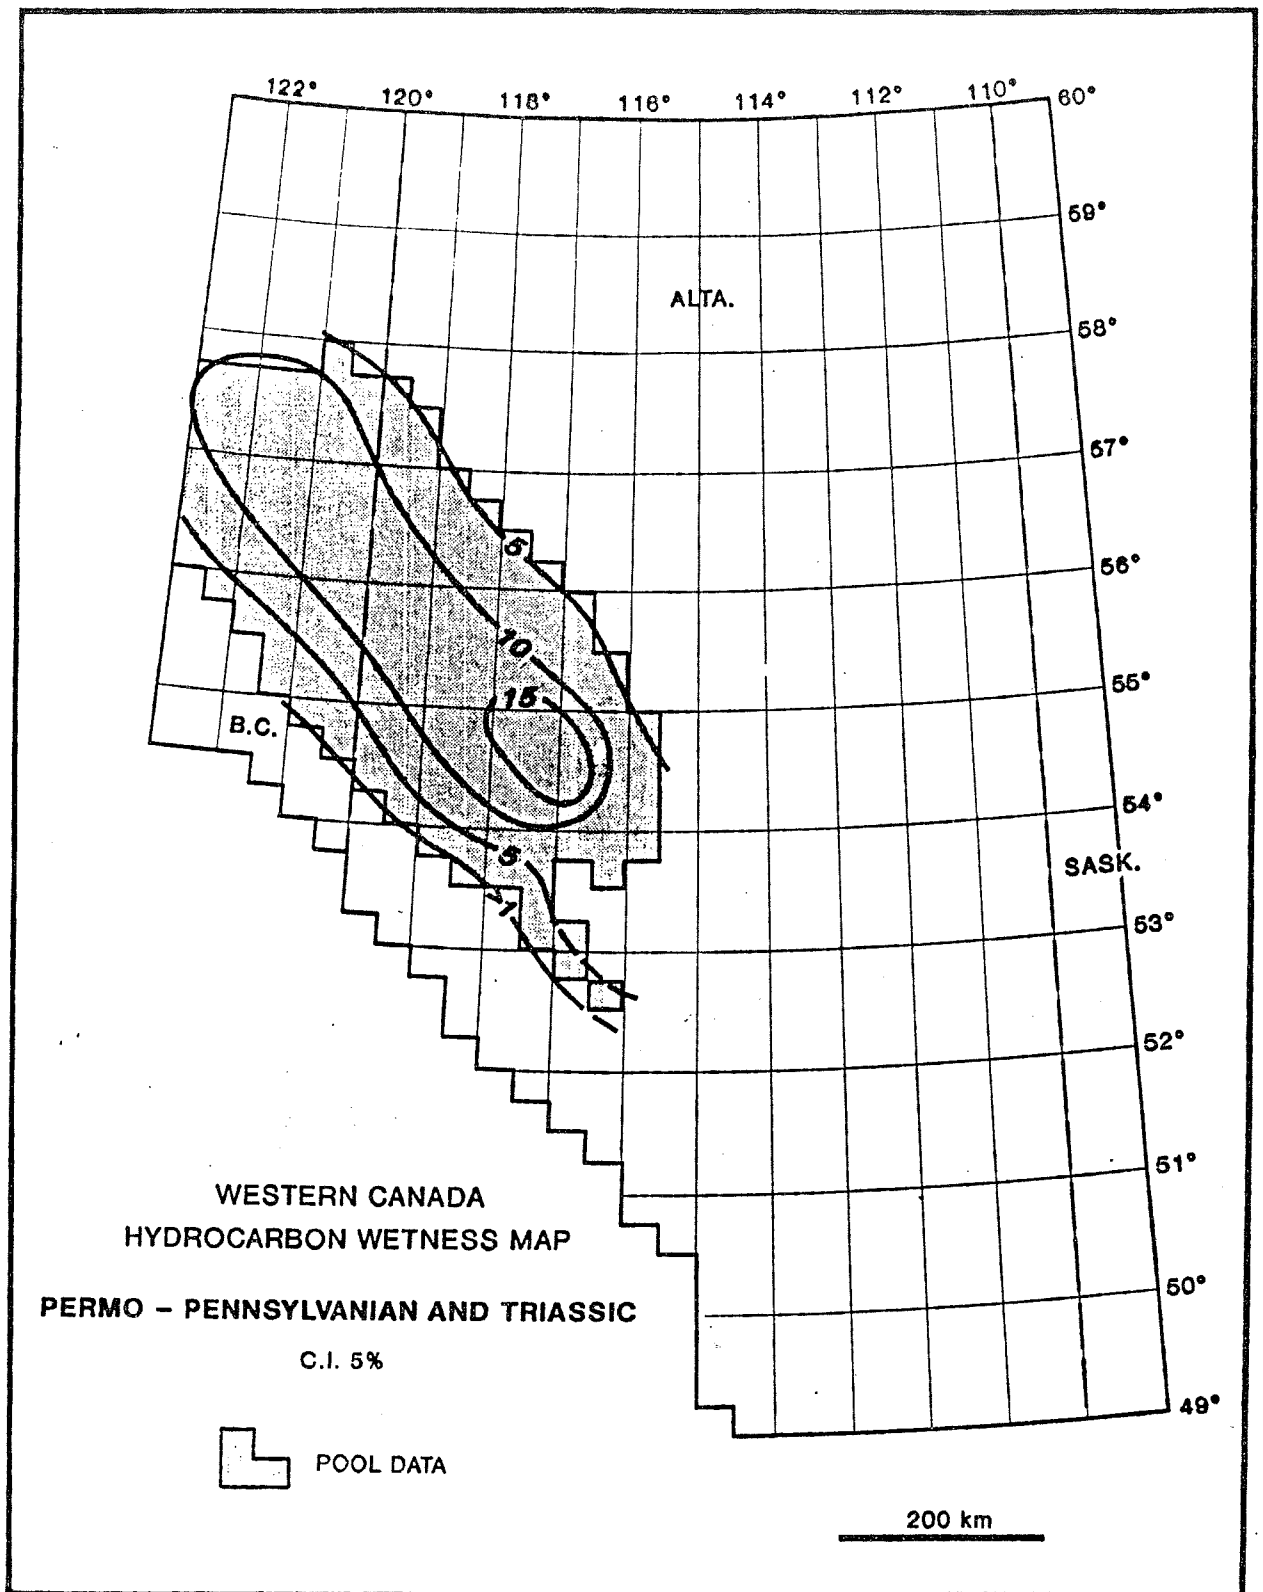 122° 120° 118° 116° 114° 112° 110° 60°
59°
ALTA.
58°
57°
5
56°
10
15
55°
B.C.
54°
5
SASK.
1
53°
52°
51°
WESTERN CANADA
HYDROCARBON WETNESS MAP
50°
PERMO – PENNSYLVANIAN AND TRIASSIC
C.I. 5%
49°
POOL DATA
200 km